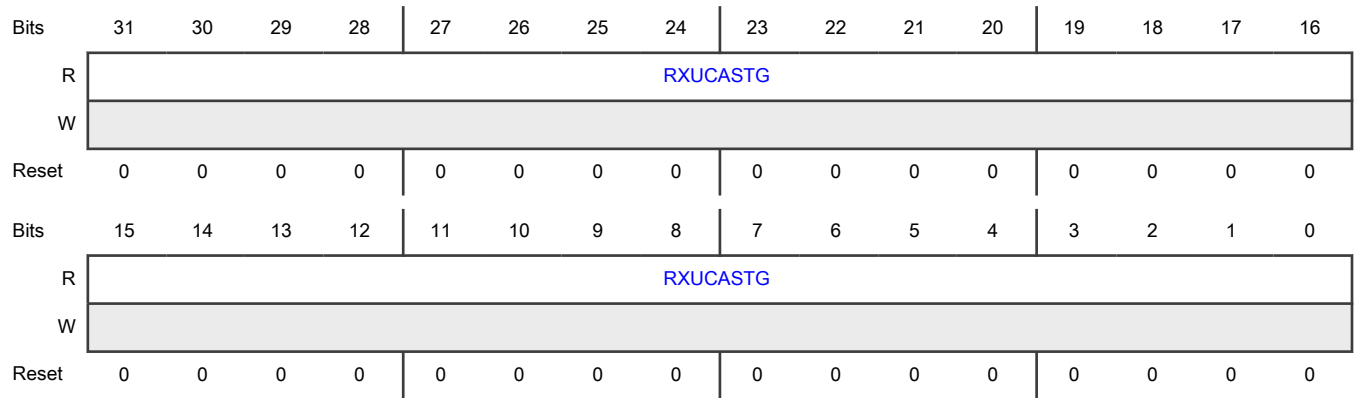 Bits 31 30 29 28 27 26 25 24 23 22 21 20 19 18 17 16
R RXUCASTG
W
Reset 0 0 0 0 0 0 0 0 0 0 0 0 0 0 0 0
Bits 15 14 13 12 11 10 9 8 7 6 5 4 3 2 1 0
R RXUCASTG
W
Reset 0 0 0 0 0 0 0 0 0 0 0 0 0 0 0 0